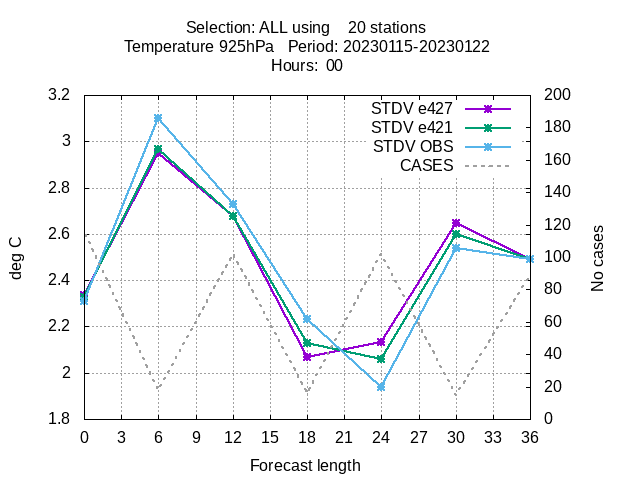 Selection: ALL using    20 stations
Temperature 925hPa   Period: 20230115-20230122
Hours:  00
3.2
3
2.8
2.6
2.4
2.2
2
1.8
deg C
STDV e427
STDV e421
STDV OBS
CASES
200
180
160
140
120
100
80
60
40
20
0
No cases
0 3 6 9 12 15 18 21 24 27 30 33 36
Forecast length